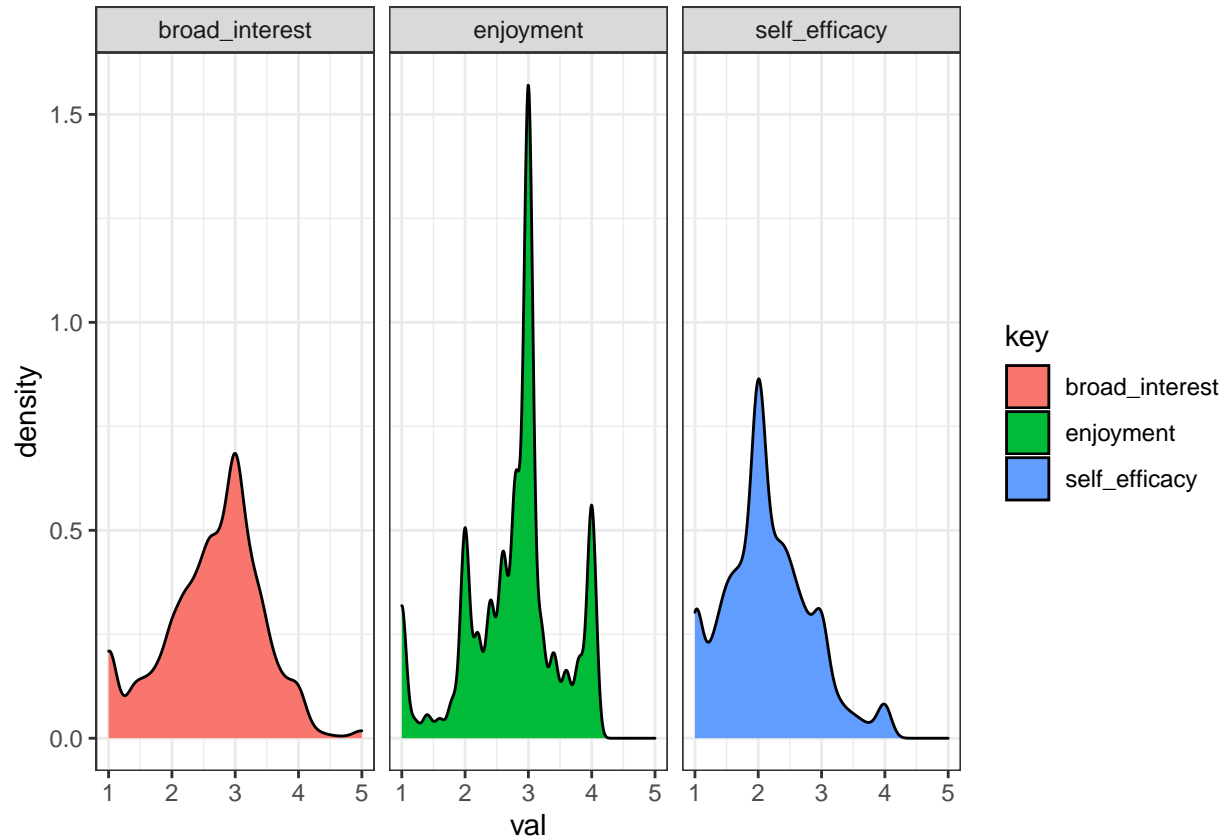 broad_interest enjoyment self_efficacy
1.5
1.0
0.5
0.0
density
1 2 3 4 5 1 2 3 4 5 1 2 3 4 5
val
key
broad_interest
enjoyment
self_efficacy